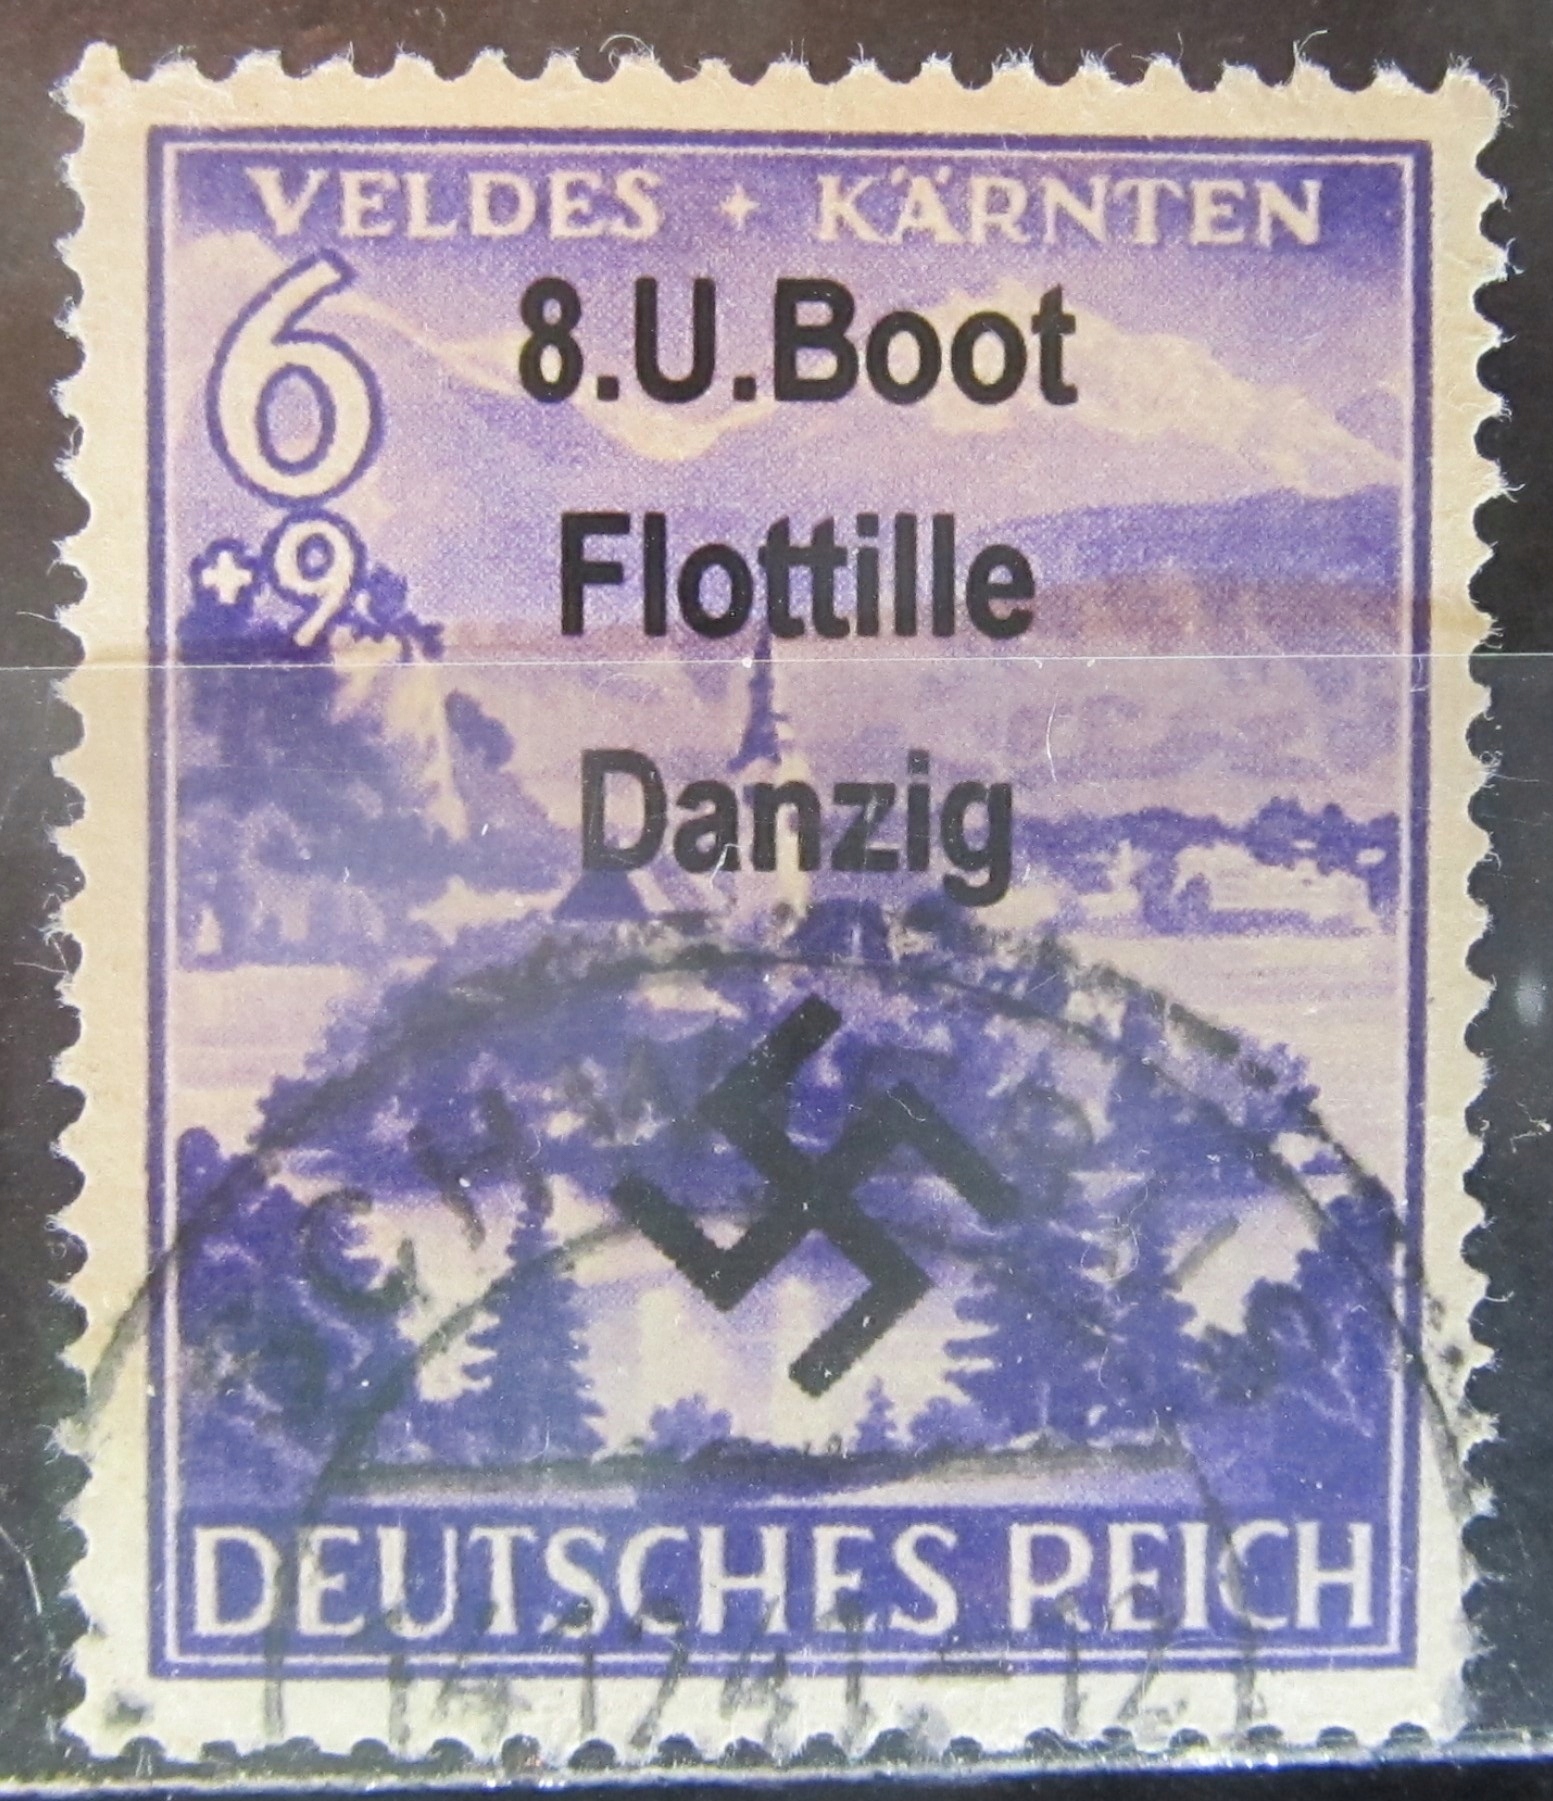 VELDES + KÄRNTEN
6
+9
8.U.Boot
Flottille
Danzig
DEUTSCHES REICH